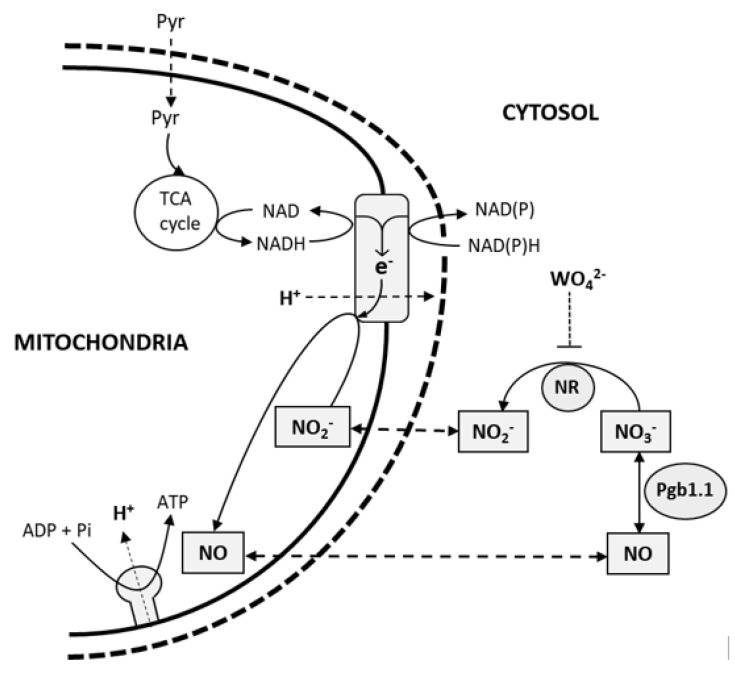 Pyr
Pyr
CYTOSOL
TCA
cycle
NAD
NADH
NAD(P)
NAD(P)H
e⁻
H⁺
WO₄²⁻
MITOCHONDRIA
NR
NO₂⁻
NO₂⁻
NO₃⁻
Pgb1.1
ADP + Pi
H⁺
ATP
NO
NO